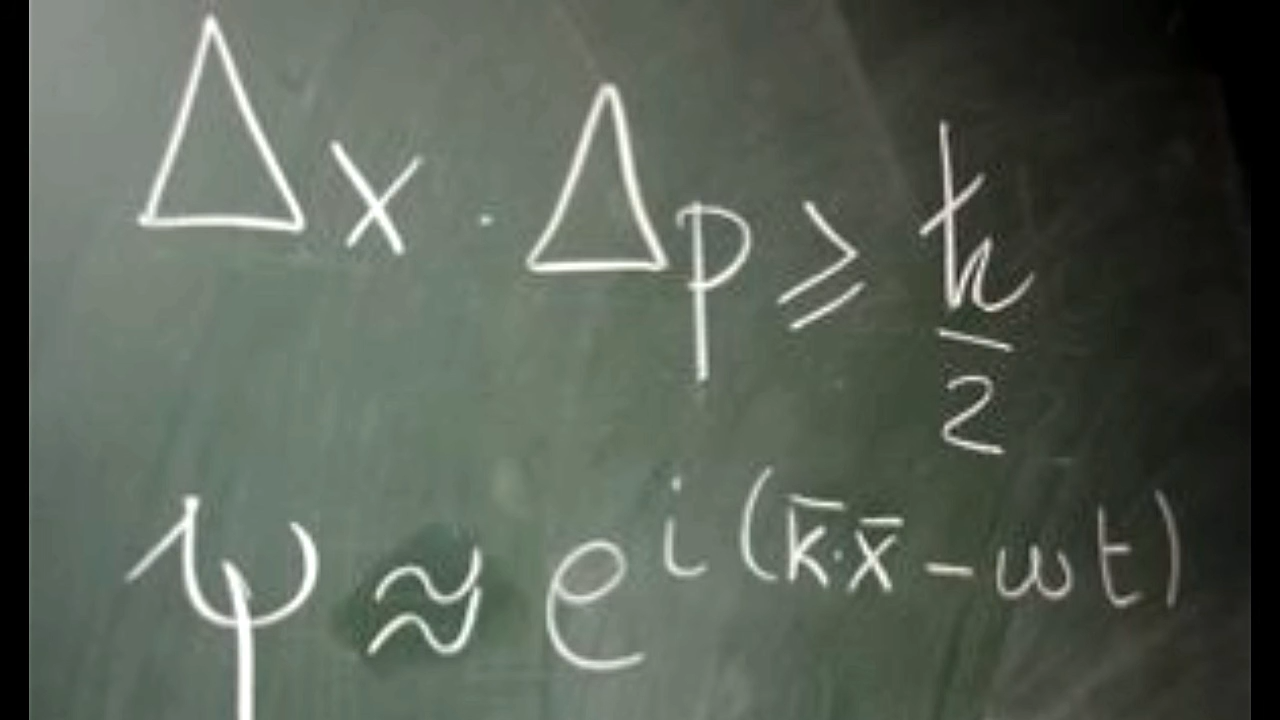 Δx · Δp ⩾ ħ/2
ψ ≈ e^{i(k̄·x̄ − ωt)}